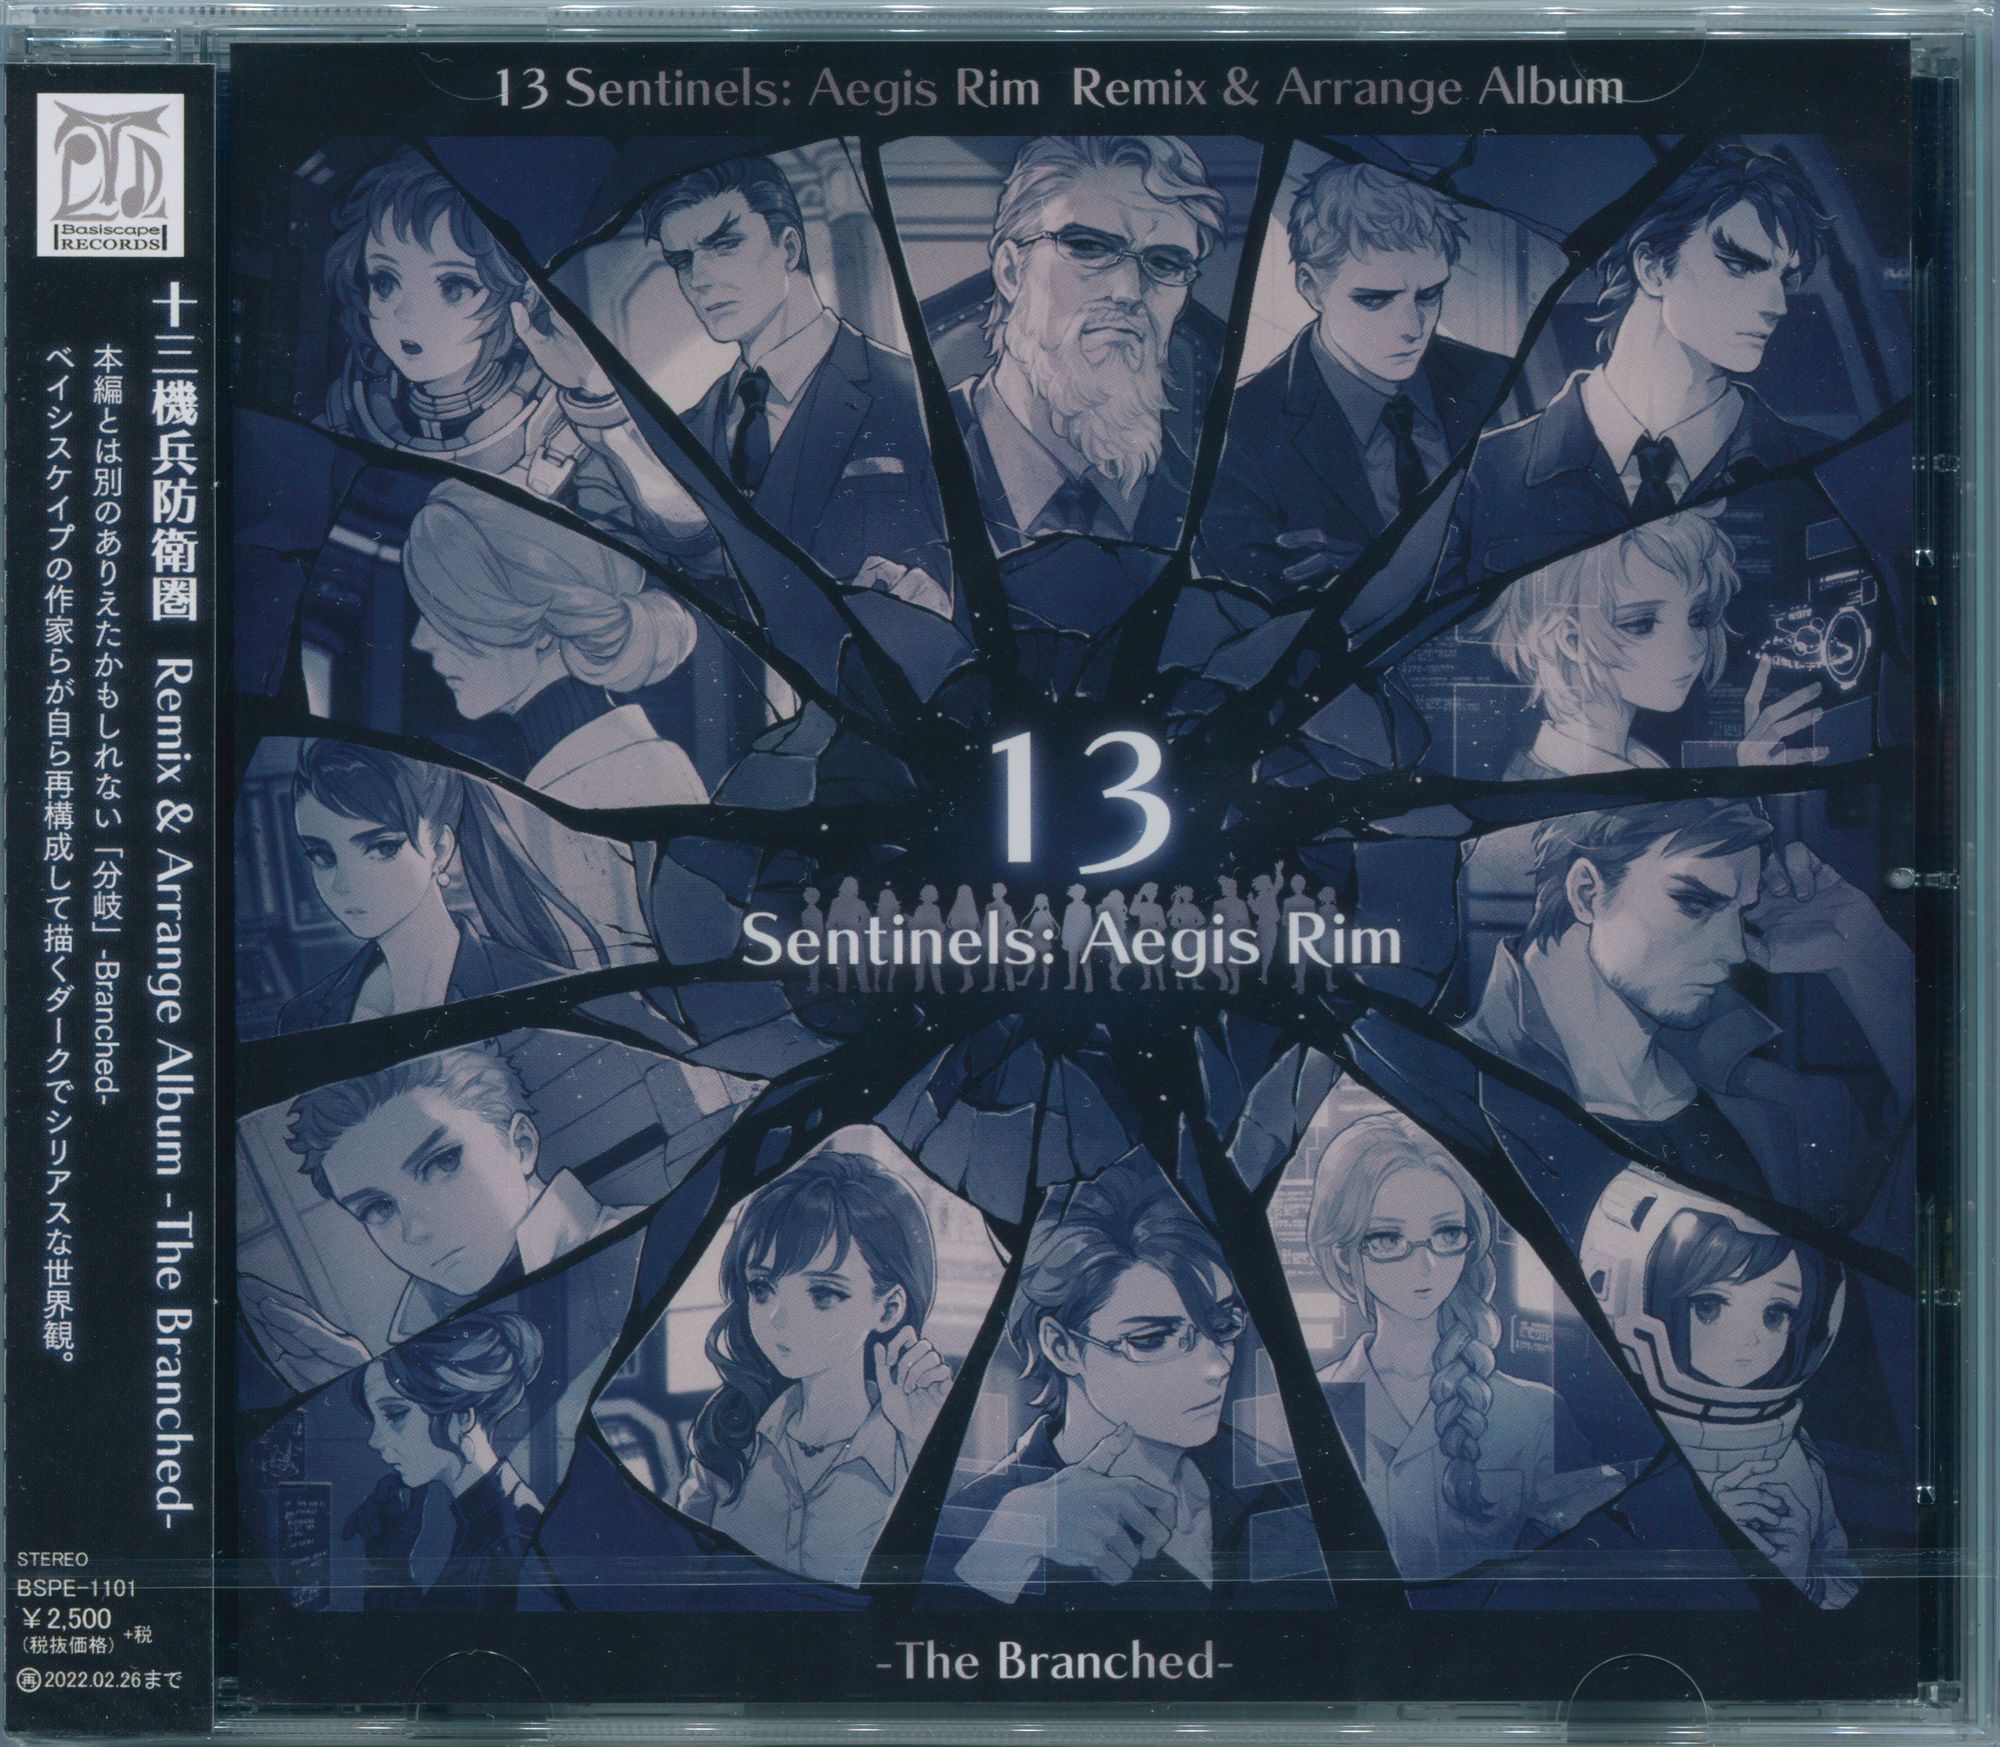 13 Sentinels: Aegis Rim Remix & Arrange Album
Basiscape
RECORDS
十三機兵防衛圏 Remix & Arrange Album -The Branched-
本編とは別のありえたかもしれない「分岐」-Branched-
ベイシスケイプの作家らが自ら再構成して描くダークでシリアスな世界観。
13
Sentinels: Aegis Rim
-The Branched-
STEREO
BSPE-1101
¥2,500
(税抜価格) +税
再2022.02.26まで